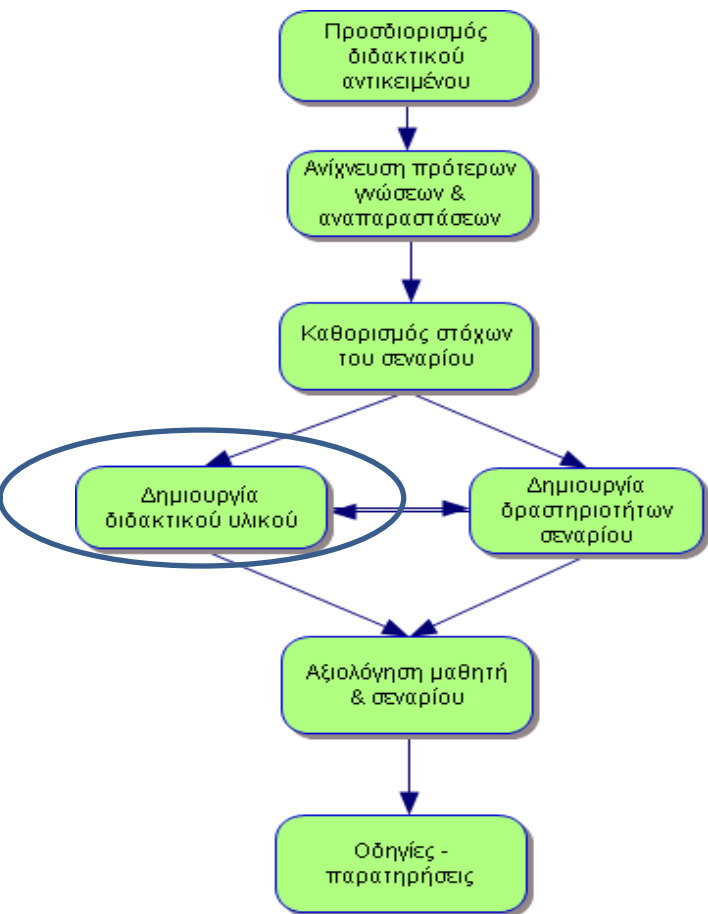 Προσδιορισμός
διδακτικού
αντικειμένου
Ανίχνευση πρότερων
γνώσεων &
αναπαραστάσεων
Καθορισμός στόχων
του σεναρίου
Δημιουργία
διδακτικού υλικού
Δημιουργία
δραστηριοτήτων
σεναρίου
Αξιολόγηση μαθητή
& σεναρίου
Οδηγίες -
παρατηρήσεις